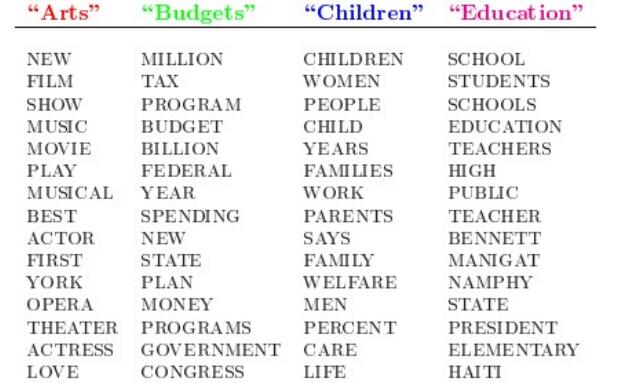 “Arts” “Budgets” “Children” “Education”
NEW MILLION CHILDREN SCHOOL
FILM TAX WOMEN STUDENTS
SHOW PROGRAM PEOPLE SCHOOLS
MUSIC BUDGET CHILD EDUCATION
MOVIE BILLION YEARS TEACHERS
PLAY FEDERAL FAMILIES HIGH
MUSICAL YEAR WORK PUBLIC
BEST SPENDING PARENTS TEACHER
ACTOR NEW SAYS BENNETT
FIRST STATE FAMILY MANIGAT
YORK PLAN WELFARE NAMPHY
OPERA MONEY MEN STATE
THEATER PROGRAMS PERCENT PRESIDENT
ACTRESS GOVERNMENT CARE ELEMENTARY
LOVE CONGRESS LIFE HAITI